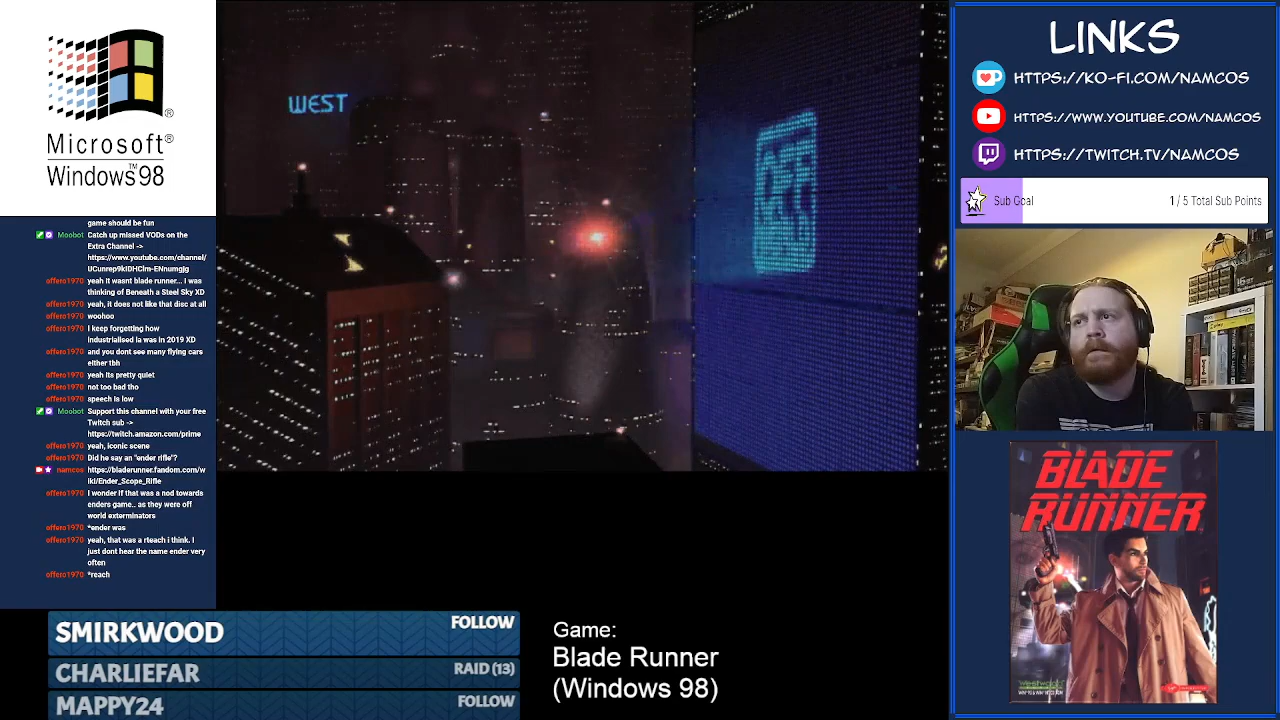 Microsoft®
Windows™98
game should be fun
Moobot Catch up missed VODs on the
Extra Channel ->
https://www.youtube.com/channel/
offero1970 yeah it wasnt blade runner... I was
thinking of Beneath a Steel Sky XD
offero1970 yeah, it does not like that disc at all
offero1970 woohoo
offero1970 I keep forgetting how
industrialised la was in 2019 XD
offero1970 and you dont see many flying cars
either tbh
offero1970 yeah its pretty quiet
offero1970 not too bad tho
offero1970 speech is low
Moobot Support this channel with your free
Twitch sub ->
https://twitch.amazon.com/prime
offero1970 yeah, iconic scene
offero1970 Did he say an "ender rifle"?
namcos https://bladerunner.fandom.com/w
iki/Ender_Scope_Rifle
offero1970 I wonder if that was a nod towards
enders game.. as they were off
world exterminators
offero1970 *ender was
offero1970 yeah, that was a rteach i think. I
just dont hear the name ender very
often
offero1970 *reach
WEST
LINKS
HTTPS://KO-FI.COM/NAMCOS
HTTPS://WWW.YOUTUBE.COM/NAMCOS
HTTPS://TWITCH.TV/NAMCOS
Sub Goal
1 / 5 Total Sub Points
BLADE
RUNNER
Westwood
SMIRKWOOD FOLLOW
CHARLIEFAR RAID (13)
MAPPY24 FOLLOW
Game:
Blade Runner
(Windows 98)